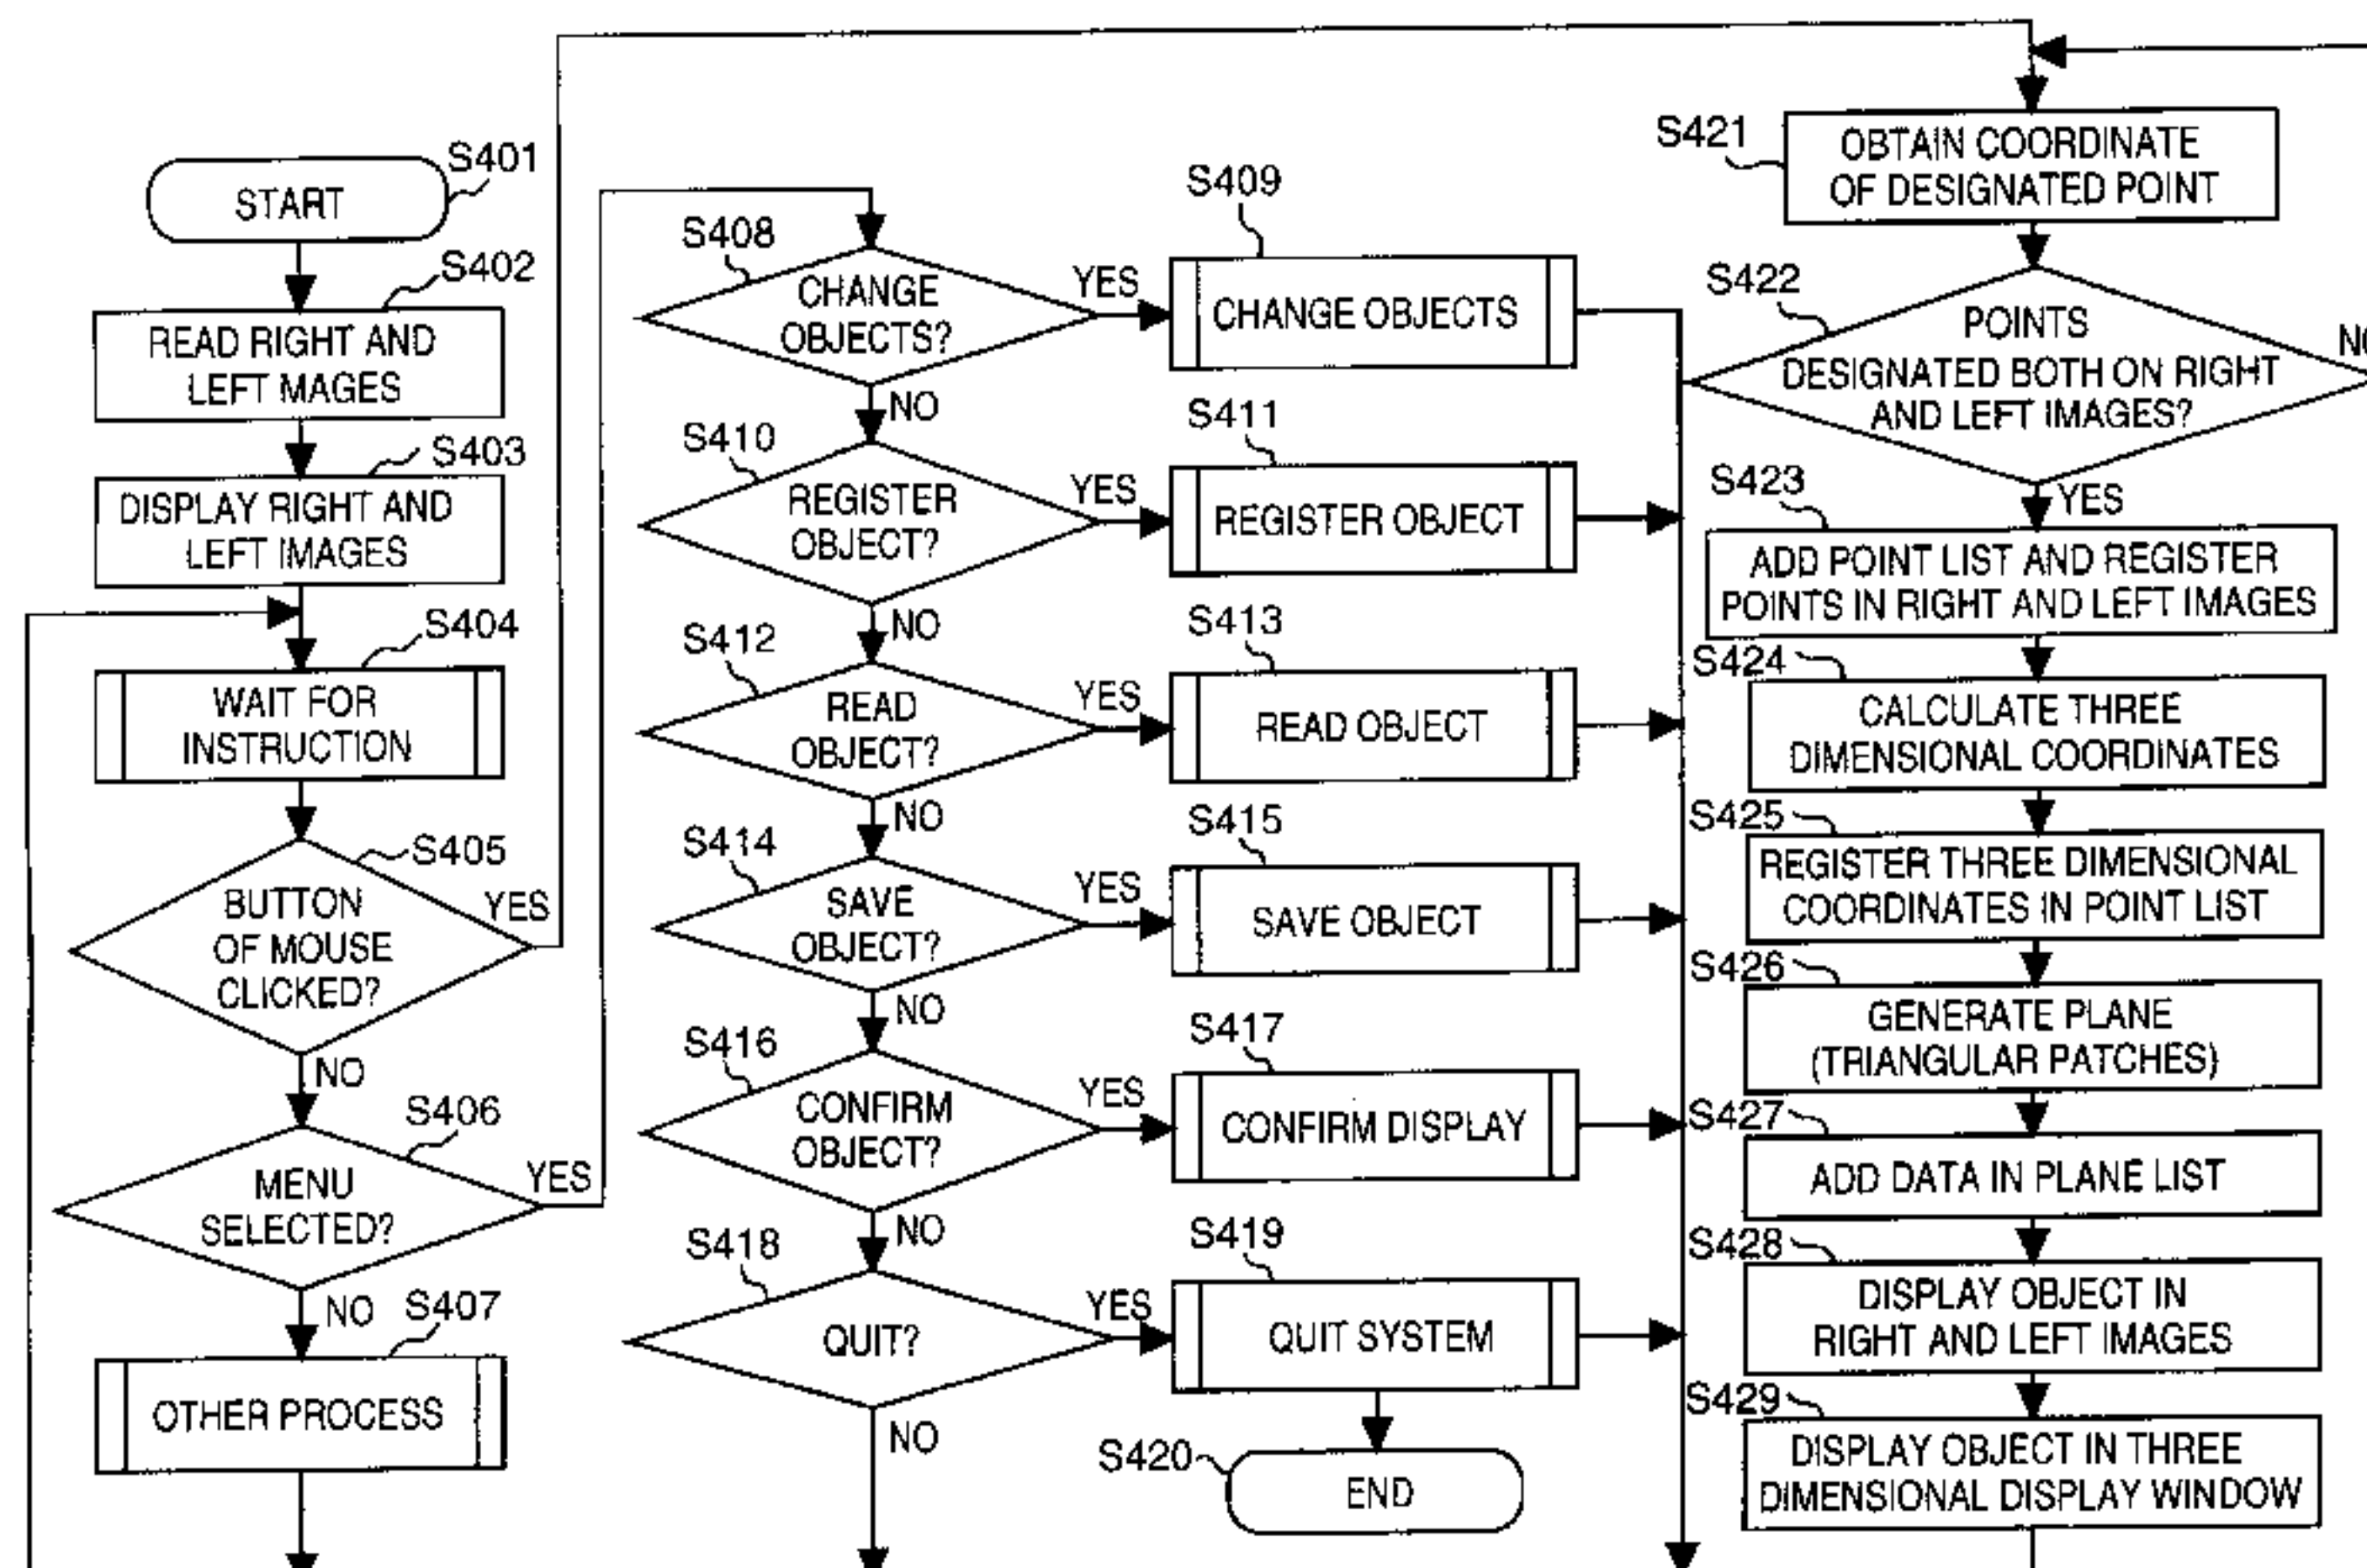 START
S401
S402
READ RIGHT AND
LEFT MAGES
S403
DISPLAY RIGHT AND
LEFT IMAGES
S404
WAIT FOR
INSTRUCTION
S405
BUTTON
OF MOUSE
CLICKED?
YES
NO
S406
MENU
SELECTED?
YES
NO
S407
OTHER PROCESS
S408
CHANGE
OBJECTS?
YES
NO
S409
CHANGE OBJECTS
S410
REGISTER
OBJECT?
YES
NO
S411
REGISTER OBJECT
S412
READ
OBJECT?
YES
NO
S413
READ OBJECT
S414
SAVE
OBJECT?
YES
NO
S415
SAVE OBJECT
S416
CONFIRM
OBJECT?
YES
NO
S417
CONFIRM DISPLAY
S418
QUIT?
YES
NO
S419
QUIT SYSTEM
S420
END
S421
OBTAIN COORDINATE
OF DESIGNATED POINT
S422
POINTS
DESIGNATED BOTH ON RIGHT
AND LEFT IMAGES?
NO
YES
S423
ADD POINT LIST AND REGISTER
POINTS IN RIGHT AND LEFT IMAGES
S424
CALCULATE THREE
DIMENSIONAL COORDINATES
S425
REGISTER THREE DIMENSIONAL
COORDINATES IN POINT LIST
S426
GENERATE PLANE
(TRIANGULAR PATCHES)
S427
ADD DATA IN PLANE LIST
S428
DISPLAY OBJECT IN
RIGHT AND LEFT IMAGES
S429
DISPLAY OBJECT IN THREE
DIMENSIONAL DISPLAY WINDOW